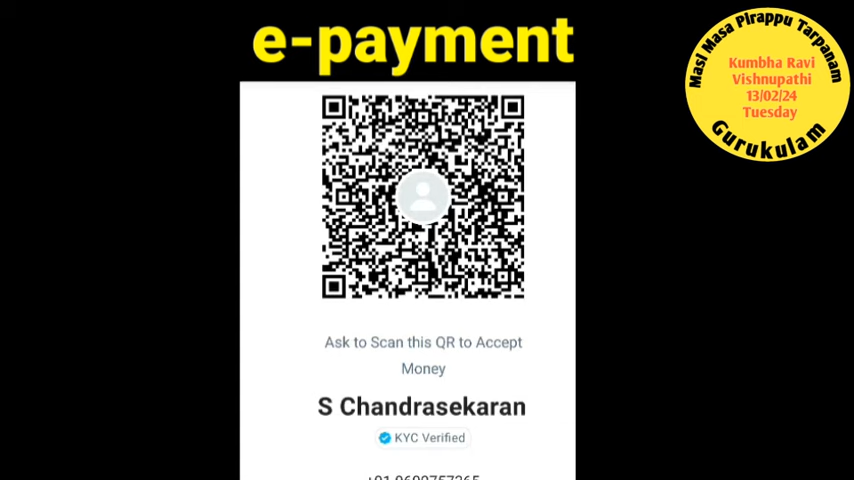 e-payment
Masi Masa Pirappu Tarpanam
Kumbha Ravi
Vishnupathi
13/02/24
Tuesday
Gurukulam
Ask to Scan this QR to Accept
Money
S Chandrasekaran
KYC Verified